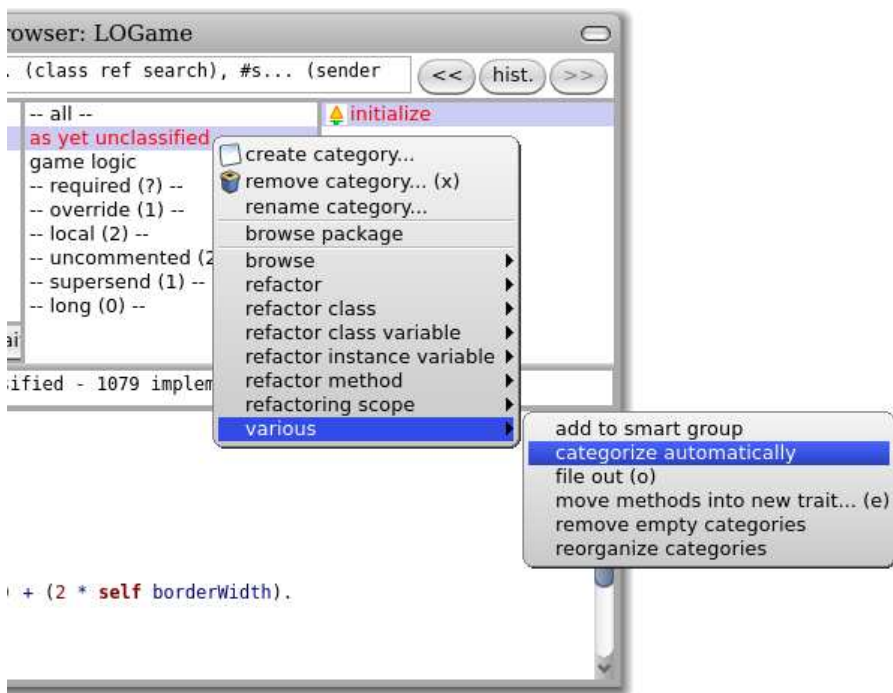 rowser: LOGame
. (class ref search), #s... (sender
<< hist. >>
-- all --
as yet unclassified
game logic
-- required (?) --
-- override (1) --
-- local (2) --
-- uncommented (2
-- supersend (1) --
-- long (0) --
initialize
create category...
remove category... (x)
rename category...
browse package
browse
refactor
refactor class
refactor class variable
refactor instance variable
refactor method
refactoring scope
various
add to smart group
categorize automatically
file out (o)
move methods into new trait... (e)
remove empty categories
reorganize categories
ai
sified - 1079 implem
) + (2 * self borderWidth).